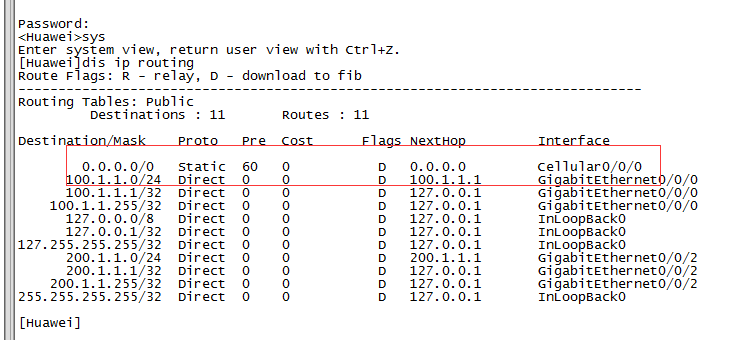 Password:
<Huawei>sys
Enter system view, return user view with Ctrl+Z.
[Huawei]dis ip routing
Route Flags: R - relay, D - download to fib
------------------------------------------------------------------------------
Routing Tables: Public
         Destinations : 11       Routes : 11

Destination/Mask    Proto   Pre  Cost      Flags NextHop         Interface

        0.0.0.0/0   Static  60   0           D   0.0.0.0         Cellular0/0/0
      100.1.1.0/24  Direct  0    0           D   100.1.1.1       GigabitEthernet0/0/0
      100.1.1.1/32  Direct  0    0           D   127.0.0.1       GigabitEthernet0/0/0
    100.1.1.255/32  Direct  0    0           D   127.0.0.1       GigabitEthernet0/0/0
      127.0.0.0/8   Direct  0    0           D   127.0.0.1       InLoopBack0
      127.0.0.1/32  Direct  0    0           D   127.0.0.1       InLoopBack0
127.255.255.255/32  Direct  0    0           D   127.0.0.1       InLoopBack0
      200.1.1.0/24  Direct  0    0           D   200.1.1.1       GigabitEthernet0/0/2
      200.1.1.1/32  Direct  0    0           D   127.0.0.1       GigabitEthernet0/0/2
    200.1.1.255/32  Direct  0    0           D   127.0.0.1       GigabitEthernet0/0/2
255.255.255.255/32  Direct  0    0           D   127.0.0.1       InLoopBack0

[Huawei]